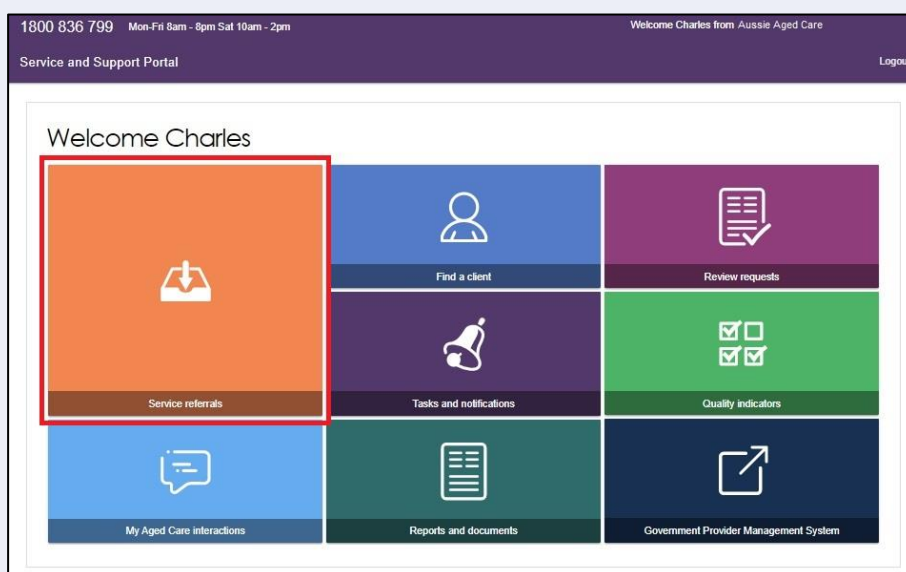 1800 836 799 Mon-Fri 8am - 8pm Sat 10am - 2pm Welcome Charles from Aussie Aged Care
Service and Support Portal Logou
Welcome Charles
Find a client Review requests
Service referrals Tasks and notifications Quality indicators
My Aged Care interactions Reports and documents Government Provider Management System